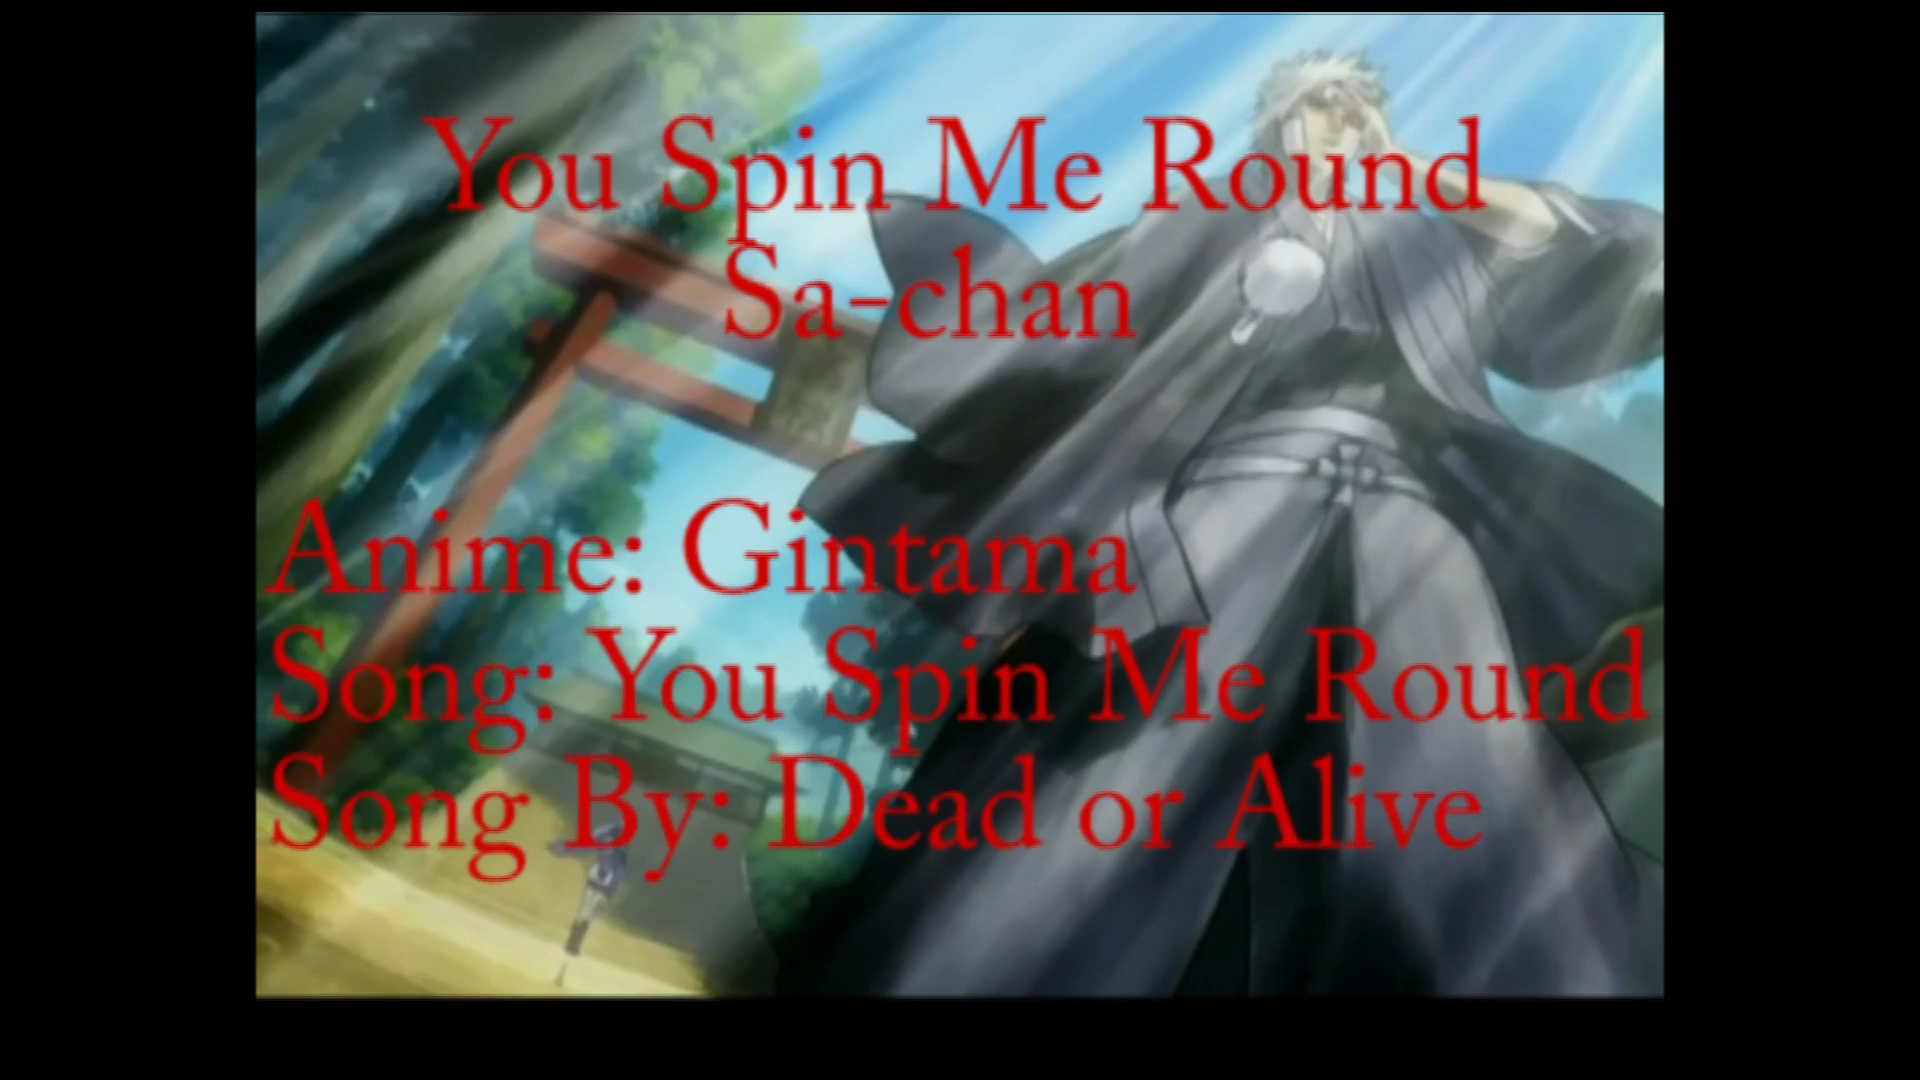 You Spin Me Round
Sa-chan
Anime: Gintama
Song: You Spin Me Round
Song By: Dead or Alive